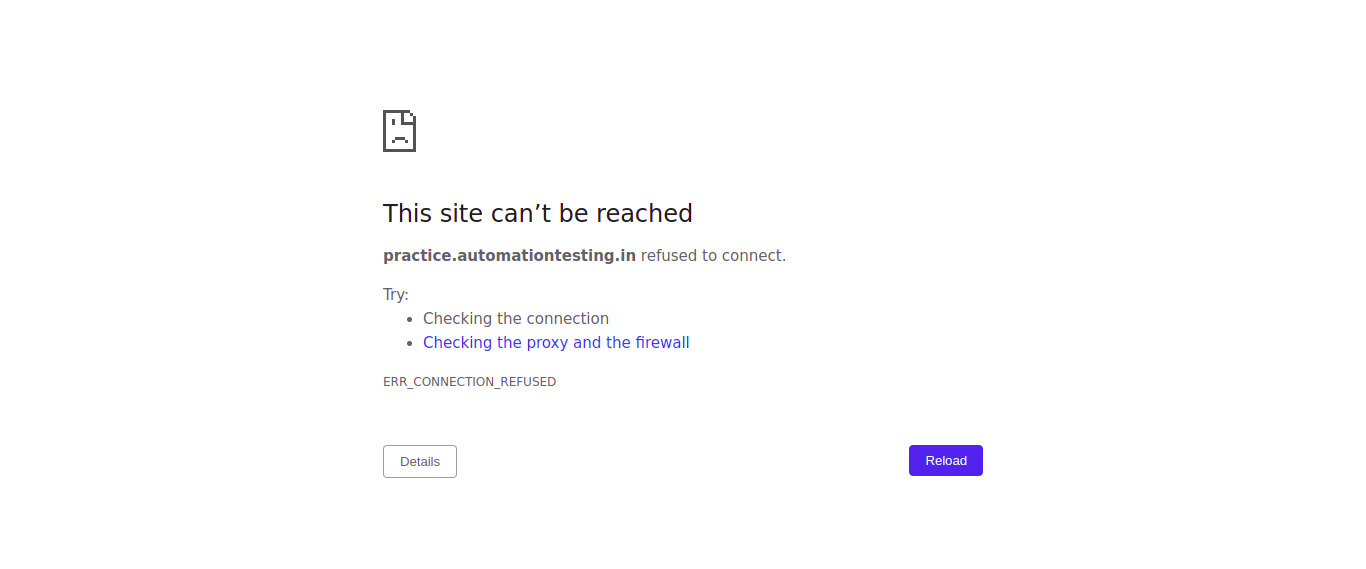 This site can’t be reached
practice.automationtesting.in refused to connect.
Try:
Checking the connection
Checking the proxy and the firewall
ERR_CONNECTION_REFUSED
Details
Reload